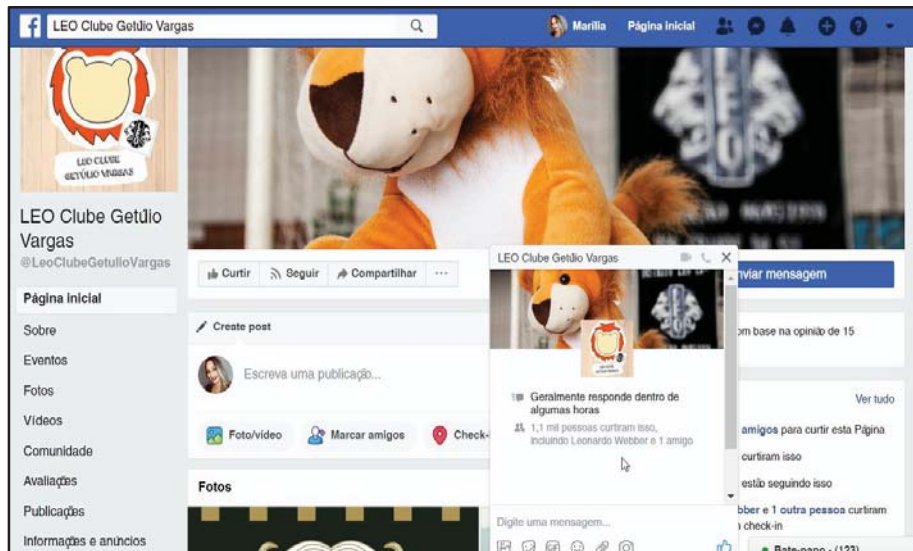 LEO Clube Getúlio Vargas
Marília Página inicial
LEO CLUBE
GETÚLIO VARGAS
LEO Clube Getúlio
Vargas
@LeoClubeGetulioVargas
Página inicial
Sobre
Eventos
Fotos
Vídeos
Comunidade
Avaliações
Publicações
Informações e anúncios
Curtir Seguir Compartilhar ...
Create post
Escreva uma publicação...
Foto/vídeo Marcar amigos Check-i
Fotos
LEO Clube Getúlio Vargas
Geralmente responde dentro de
algumas horas
1,1 mil pessoas curtiram isso,
incluindo Leonardo Webber e 1 amigo
Digite uma mensagem...
GIF
nviar mensagem
om base na opinião de 15
Ver tudo
amigos para curtir esta Página
curtiram isso
estão seguindo isso
bber e 1 outra pessoa curtiram
check-in
Bate-papo - (123)